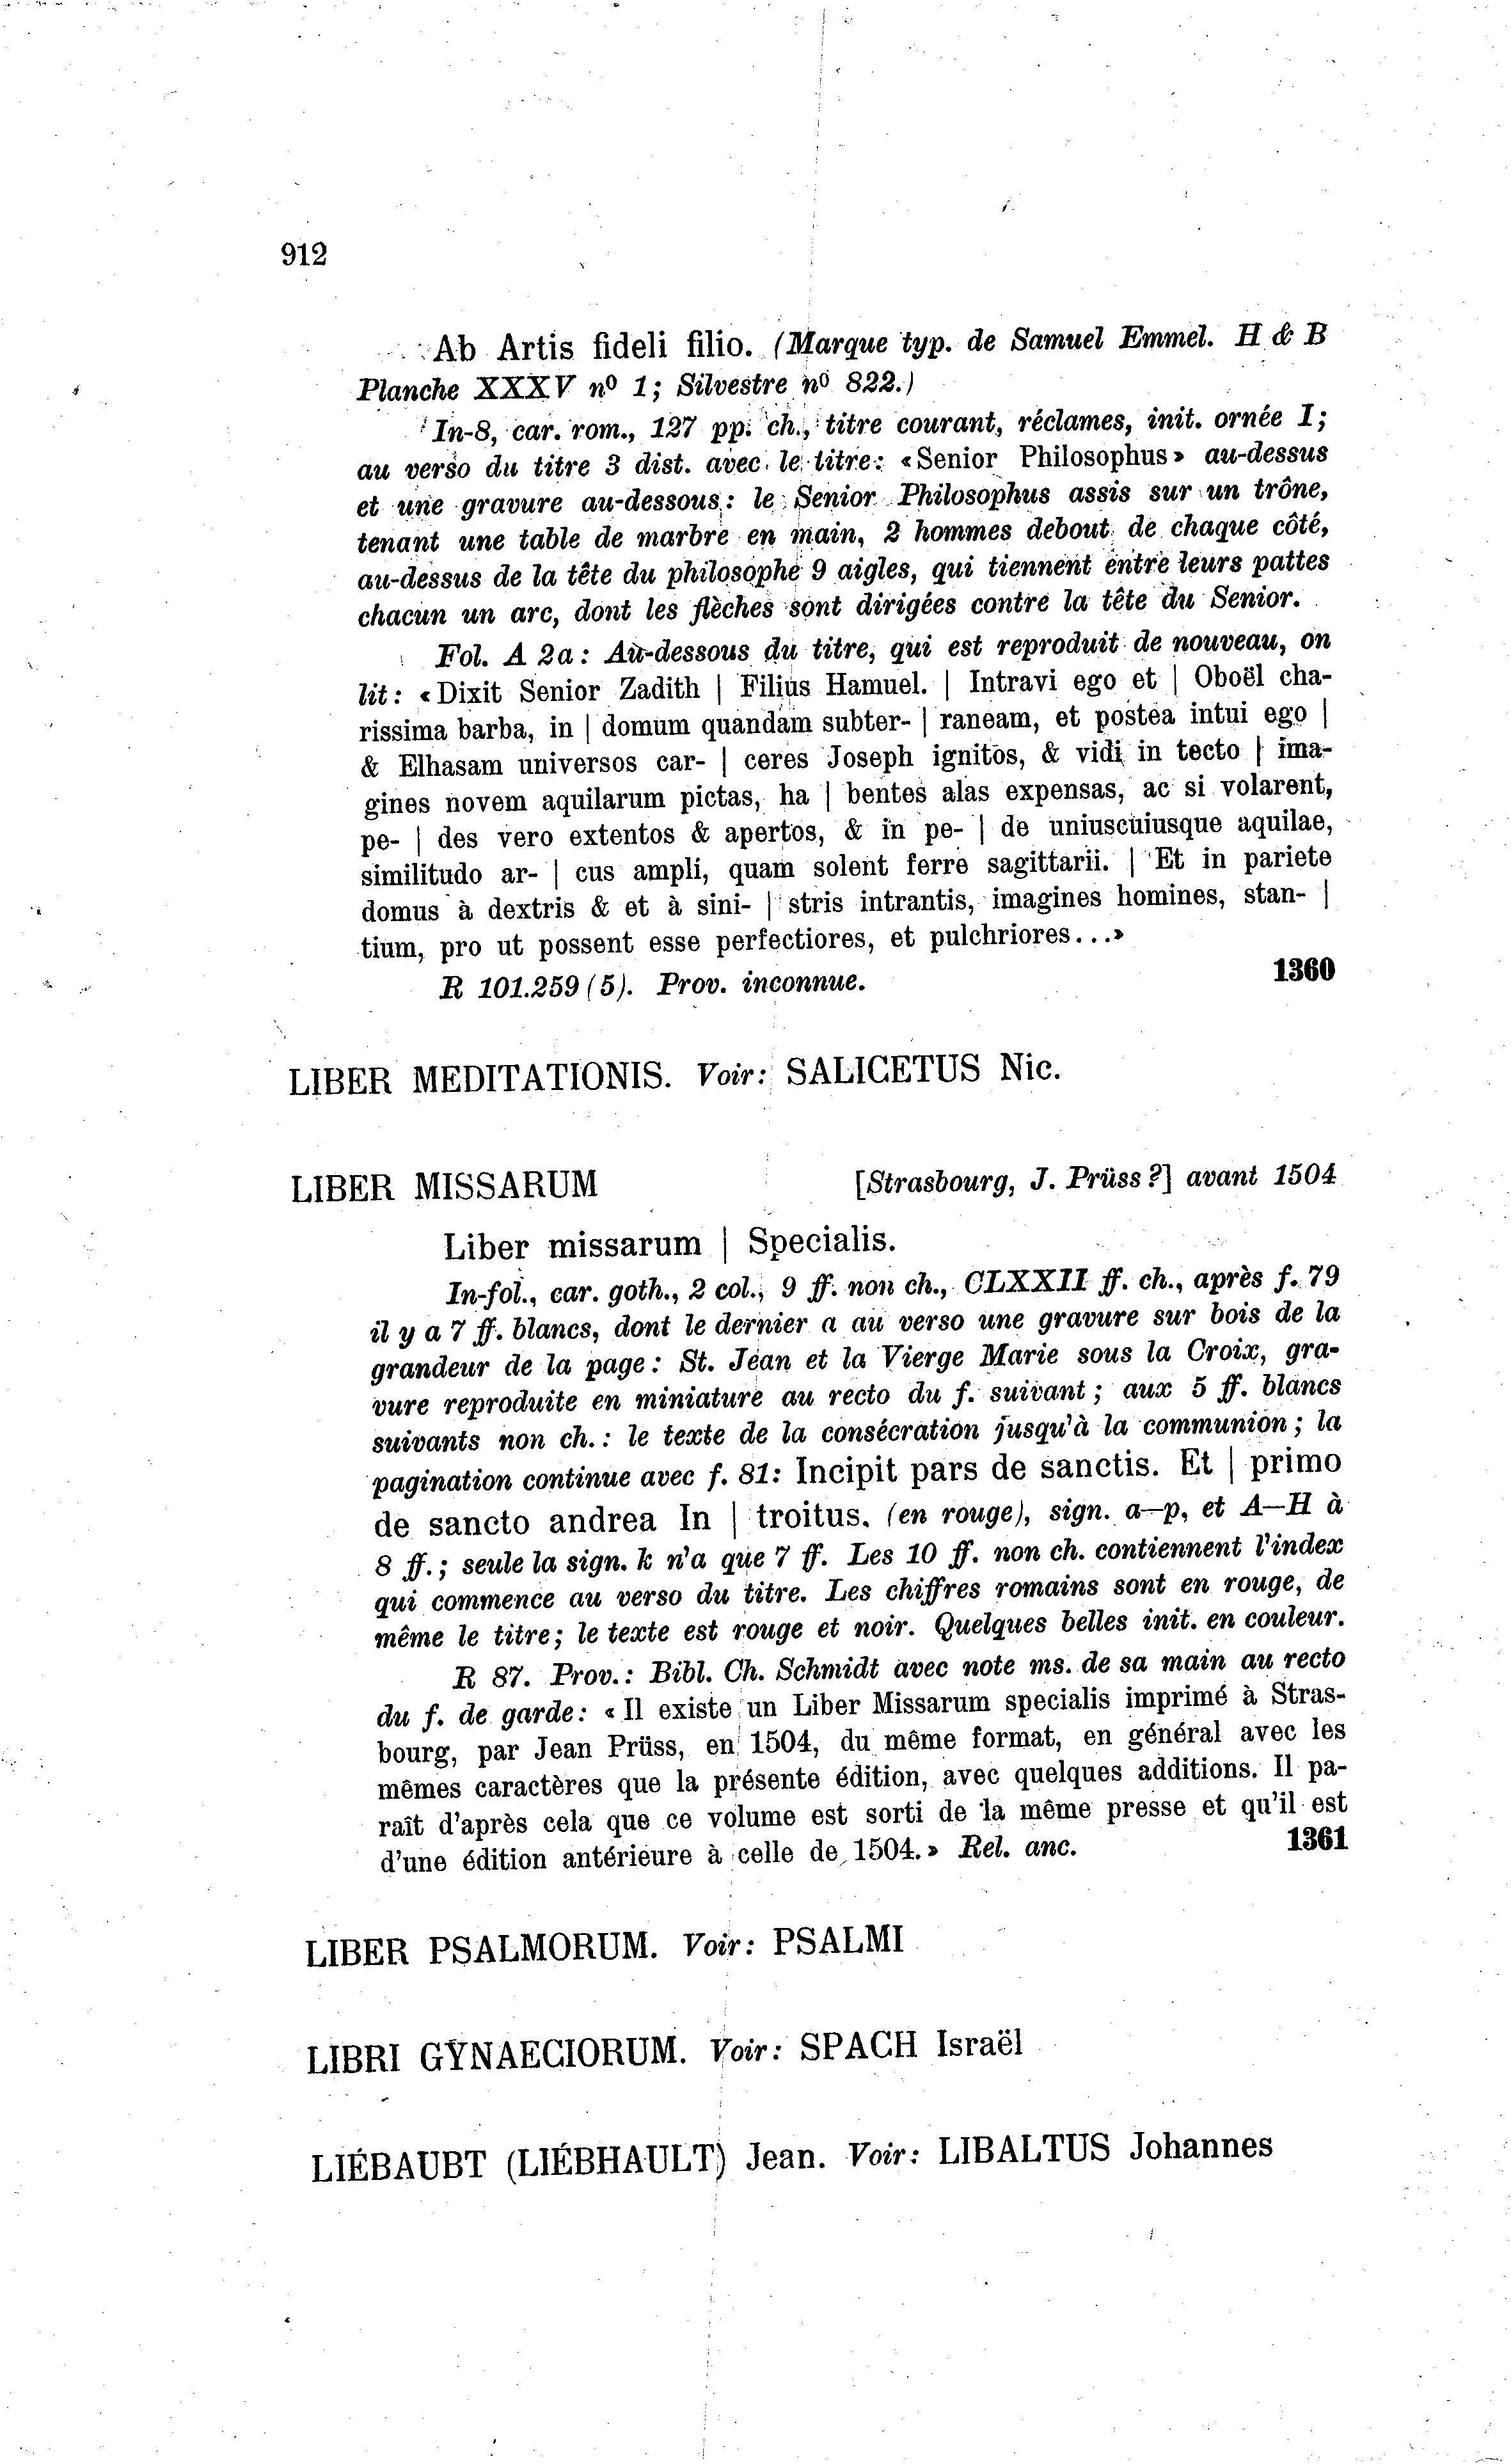 912
Ab Artis fideli filio. (Marque typ. de Samuel Emmel. H & B
Planche XXXV nº 1; Silvestre nº 822.)
In-8, car. rom., 127 pp. ch., titre courant, réclames, init. ornée I;
au verso du titre 3 dist. avec le titre: «Senior Philosophus» au-dessus
et une gravure au-dessous: le Senior Philosophus assis sur un trône,
tenant une table de marbre en main, 2 hommes debout de chaque côté,
au-dessus de la tête du philosophe 9 aigles, qui tiennent entre leurs pattes
chacun un arc, dont les flèches sont dirigées contre la tête du Senior.
Fol. A 2a: Au-dessous du titre, qui est reproduit de nouveau, on
lit: «Dixit Senior Zadith | Filius Hamuel. | Intravi ego et | Oboël cha-
rissima barba, in | domum quandam subter- | raneam, et postea intui ego |
& Elhasam universos car- | ceres Joseph ignitos, & vidi in tecto | ima-
gines novem aquilarum pictas, ha | bentes alas expensas, ac si volarent,
pe- | des vero extentos & apertos, & in pe- | de uniuscuiusque aquilae,
similitudo ar- | cus ampli, quam solent ferre sagittarii. | Et in pariete
domus à dextris & et à sini- | stris intrantis, imagines homines, stan- |
tium, pro ut possent esse perfectiores, et pulchriores...»
R 101.259 (5). Prov. inconnue. 1360
LIBER MEDITATIONIS. Voir: SALICETUS Nic.
LIBER MISSARUM [Strasbourg, J. Prüss ?] avant 1504
Liber missarum | Specialis.
In-fol., car. goth., 2 col., 9 ff. non ch., CLXXII ff. ch., après f. 79
il y a 7 ff. blancs, dont le dernier a au verso une gravure sur bois de la
grandeur de la page: St. Jean et la Vierge Marie sous la Croix, gra-
vure reproduite en miniature au recto du f. suivant; aux 5 ff. blancs
suivants non ch.: le texte de la consécration jusqu'à la communion; la
pagination continue avec f. 81: Incipit pars de sanctis. Et | primo
de sancto andrea In | troitus. (en rouge), sign. a—p, et A—H à
8 ff.; seule la sign. k n'a que 7 ff. Les 10 ff. non ch. contiennent l'index
qui commence au verso du titre. Les chiffres romains sont en rouge, de
même le titre; le texte est rouge et noir. Quelques belles init. en couleur.
R 87. Prov.: Bibl. Ch. Schmidt avec note ms. de sa main au recto
du f. de garde: «Il existe un Liber Missarum specialis imprimé à Stras-
bourg, par Jean Prüss, en 1504, du même format, en général avec les
mêmes caractères que la présente édition, avec quelques additions. Il pa-
raît d'après cela que ce volume est sorti de la même presse et qu'il est
d'une édition antérieure à celle de 1504.» Rel. anc. 1361
LIBER PSALMORUM. Voir: PSALMI
LIBRI GYNAECIORUM. Voir: SPACH Israël
LIÉBAUBT (LIÉBHAULT) Jean. Voir: LIBALTUS Johannes